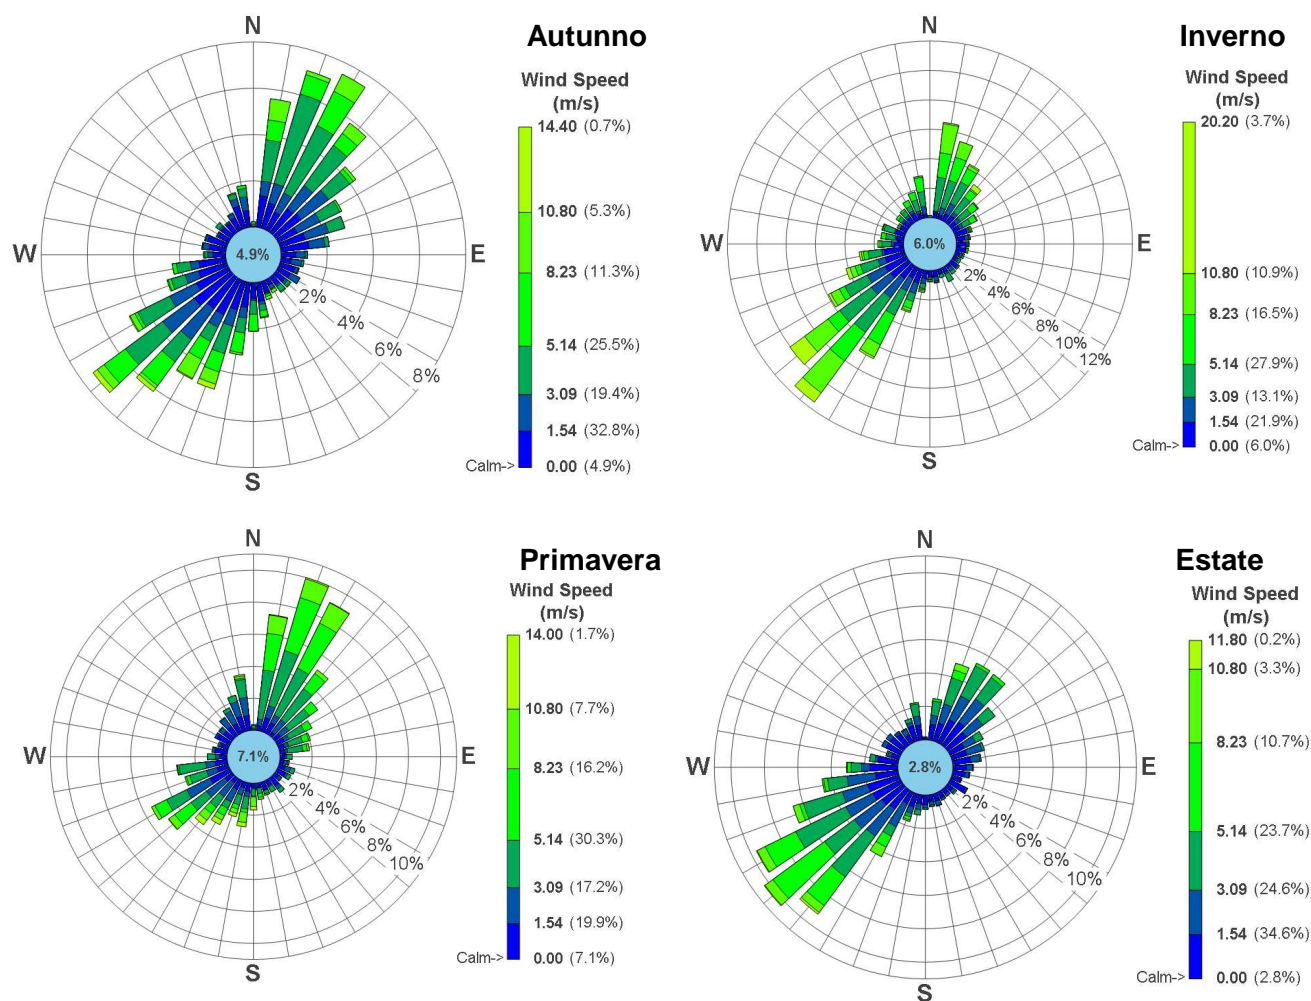 Autunno
N
W
E
S
4.9%
2%
4%
6%
8%
Wind Speed
(m/s)
14.40 (0.7%)
10.80 (5.3%)
8.23 (11.3%)
5.14 (25.5%)
3.09 (19.4%)
1.54 (32.8%)
Calm-> 0.00 (4.9%)
Inverno
N
W
E
S
6.0%
2%
4%
6%
8%
10%
12%
Wind Speed
(m/s)
20.20 (3.7%)
10.80 (10.9%)
8.23 (16.5%)
5.14 (27.9%)
3.09 (13.1%)
1.54 (21.9%)
Calm-> 0.00 (6.0%)
Primavera
N
W
E
S
7.1%
2%
4%
6%
8%
10%
Wind Speed
(m/s)
14.00 (1.7%)
10.80 (7.7%)
8.23 (16.2%)
5.14 (30.3%)
3.09 (17.2%)
1.54 (19.9%)
Calm-> 0.00 (7.1%)
Estate
N
W
E
S
2.8%
2%
4%
6%
8%
10%
Wind Speed
(m/s)
11.80 (0.2%)
10.80 (3.3%)
8.23 (10.7%)
5.14 (23.7%)
3.09 (24.6%)
1.54 (34.6%)
Calm-> 0.00 (2.8%)